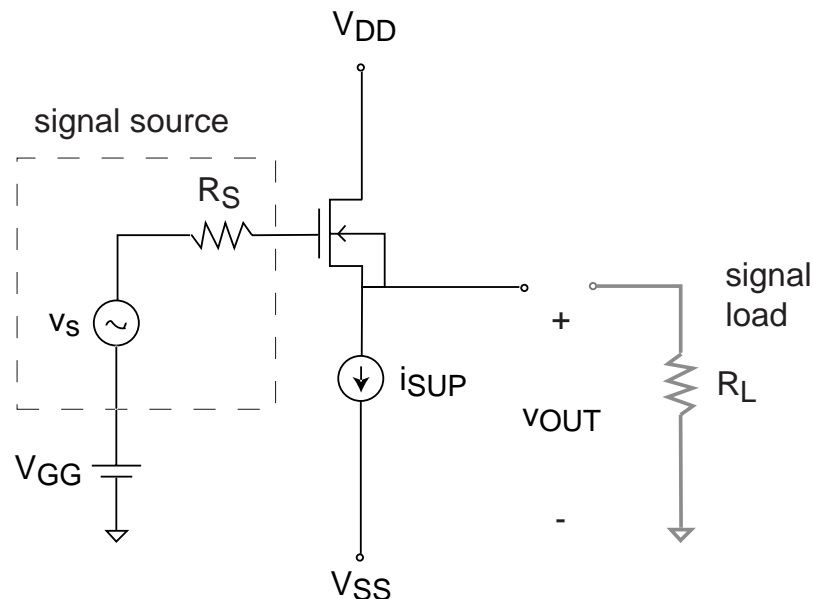 VDD
signal source
RS
vs
VGG
iSUP
VSS
+
vOUT
-
signal
load
RL